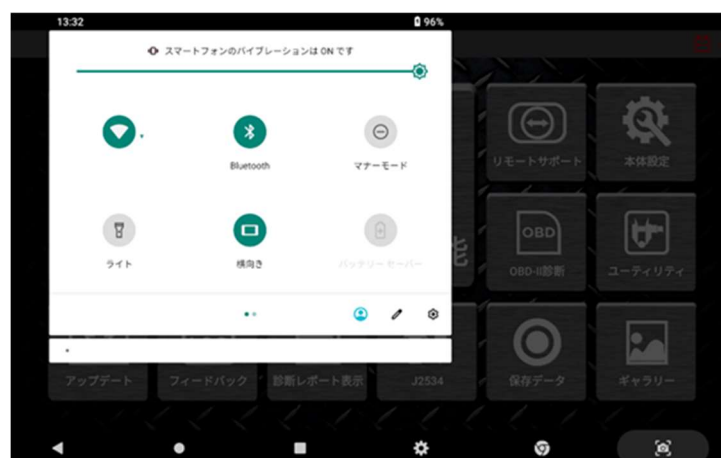 13:32
96%
スマートフォンのバイブレーションは ON です
Bluetooth
マナーモード
ライト
横向き
バッテリー セーバー
リモートサポート
本体設定
OBD
OBD-II診断
ユーティリティ
能
アップデート
フィードバック
診断レポート表示
J2534
保存データ
ギャラリー